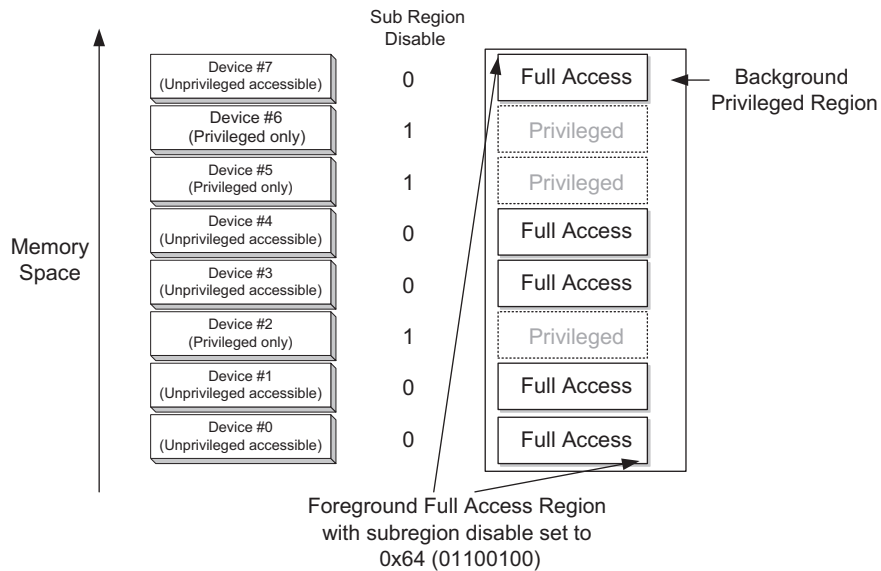 Sub Region
Disable
Device #7
(Unprivileged accessible)
0
Full Access
Background
Privileged Region
Device #6
(Privileged only)
1
Privileged
Device #5
(Privileged only)
1
Privileged
Device #4
(Unprivileged accessible)
0
Full Access
Memory
Space
Device #3
(Unprivileged accessible)
0
Full Access
Device #2
(Privileged only)
1
Privileged
Device #1
(Unprivileged accessible)
0
Full Access
Device #0
(Unprivileged accessible)
0
Full Access
Foreground Full Access Region
with subregion disable set to
0x64 (01100100)